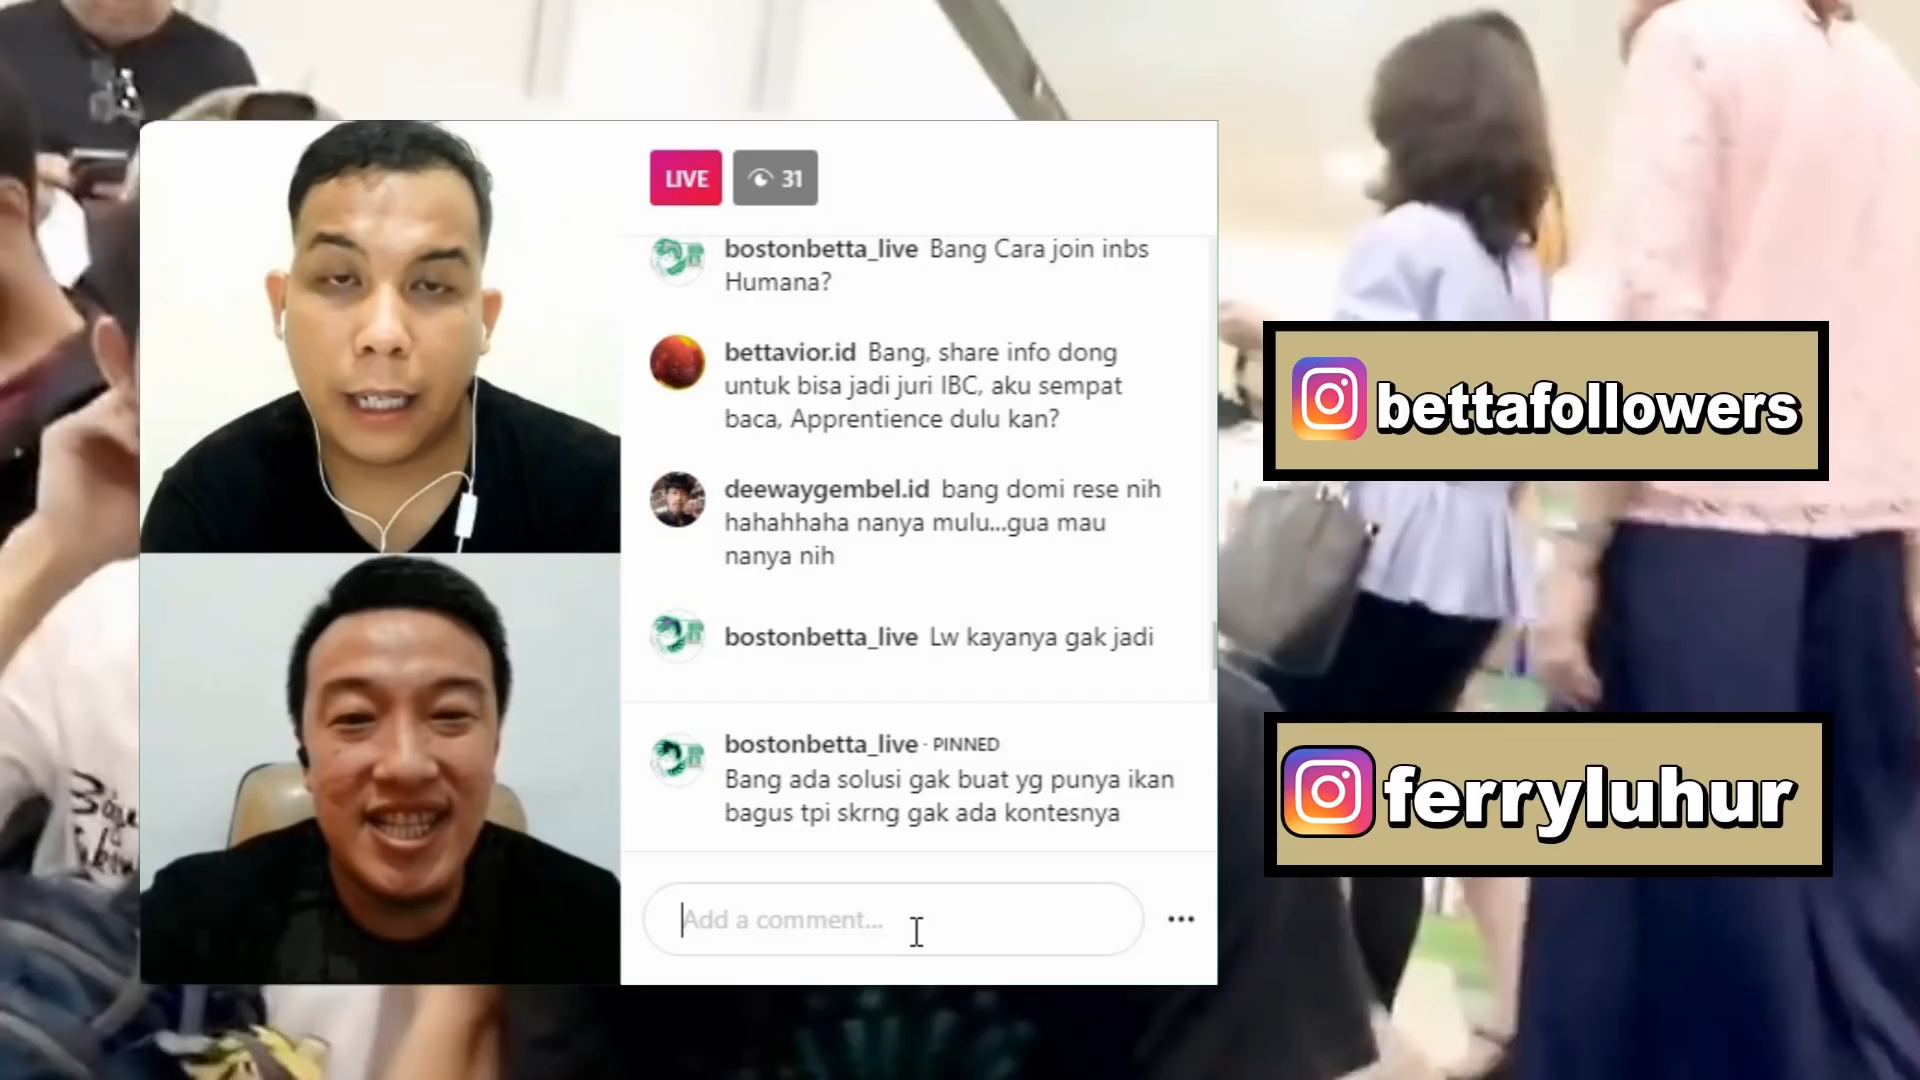 LIVE
31
bostonbetta_live Bang Cara join inbs
Humana?
bettavior.id Bang, share info dong
untuk bisa jadi juri IBC, aku sempat
baca, Apprentience dulu kan?
deewaygembel.id bang domi rese nih
hahahhaha nanya mulu...gua mau
nanya nih
bostonbetta_live Lw kayanya gak jadi
bostonbetta_live · PINNED
Bang ada solusi gak buat yg punya ikan
bagus tpi skrng gak ada kontesnya
Add a comment...
bettafollowers
ferryluhur